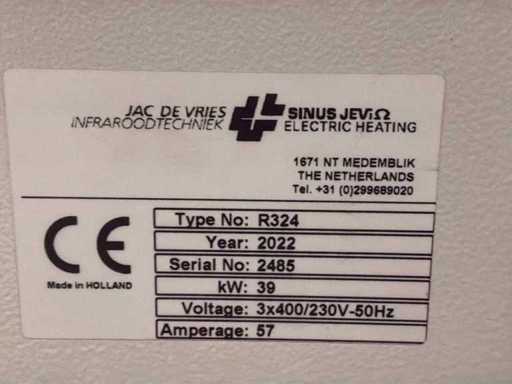 JAC DE VRIES
INFRAROODTECHNIEK
SINUS JEVIΩ
ELECTRIC HEATING
1671 NT MEDEMBLIK
THE NETHERLANDS
Tel. +31 (0)299689020
CE
Made in HOLLAND
Type No: R324
Year: 2022
Serial No: 2485
kW: 39
Voltage: 3x400/230V-50Hz
Amperage: 57